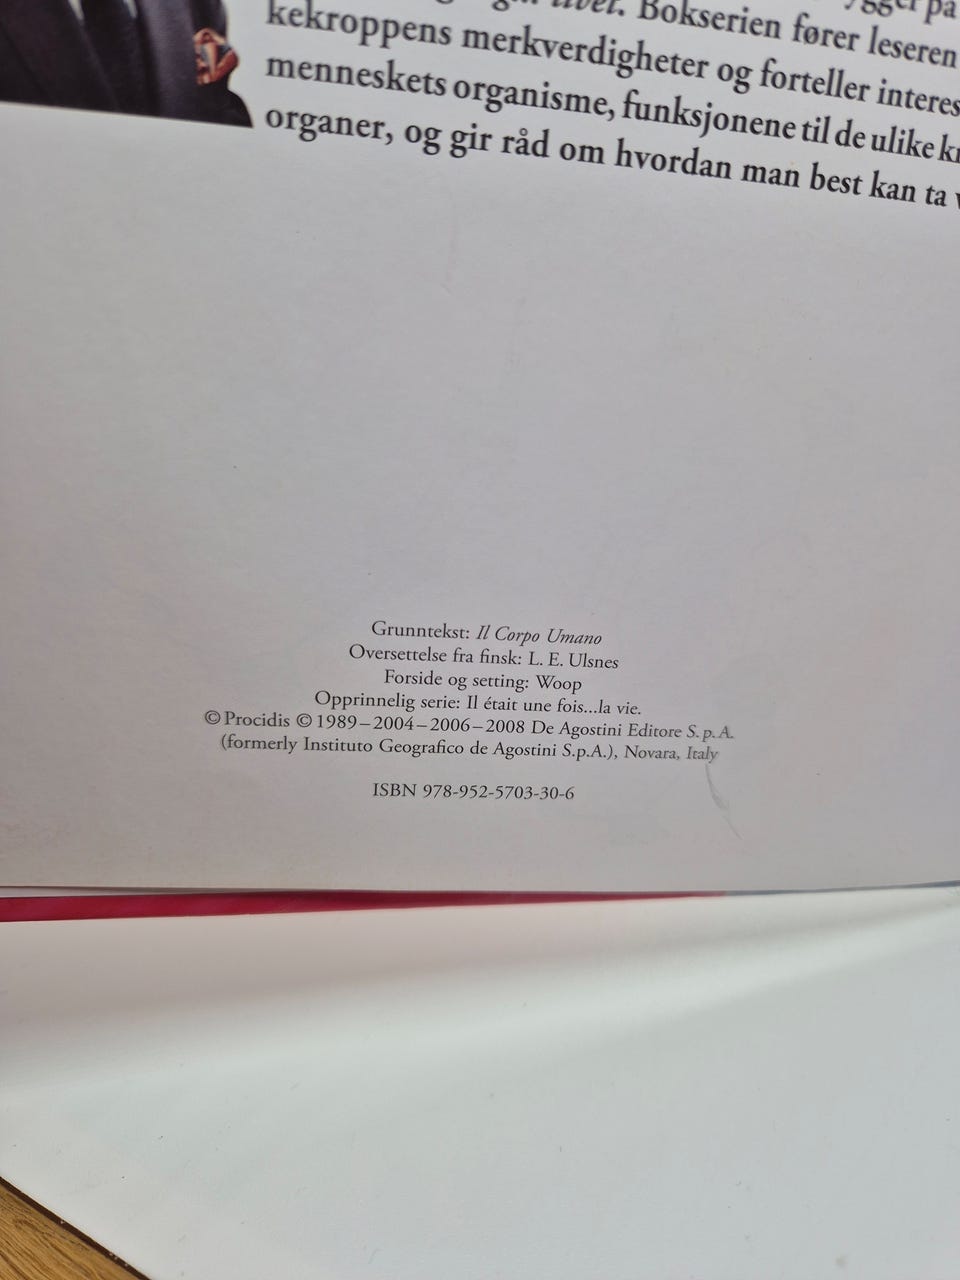 livet. Bokserien fører leseren
kekroppens merkverdigheter og forteller interes
menneskets organisme, funksjonene til de ulike kr
organer, og gir råd om hvordan man best kan ta v
Grunntekst: Il Corpo Umano
Oversettelse fra finsk: L. E. Ulsnes
Forside og setting: Woop
Opprinnelig serie: Il était une fois...la vie.
© Procidis © 1989–2004–2006–2008 De Agostini Editore S.p.A.
(formerly Instituto Geografico de Agostini S.p.A.), Novara, Italy
ISBN 978-952-5703-30-6